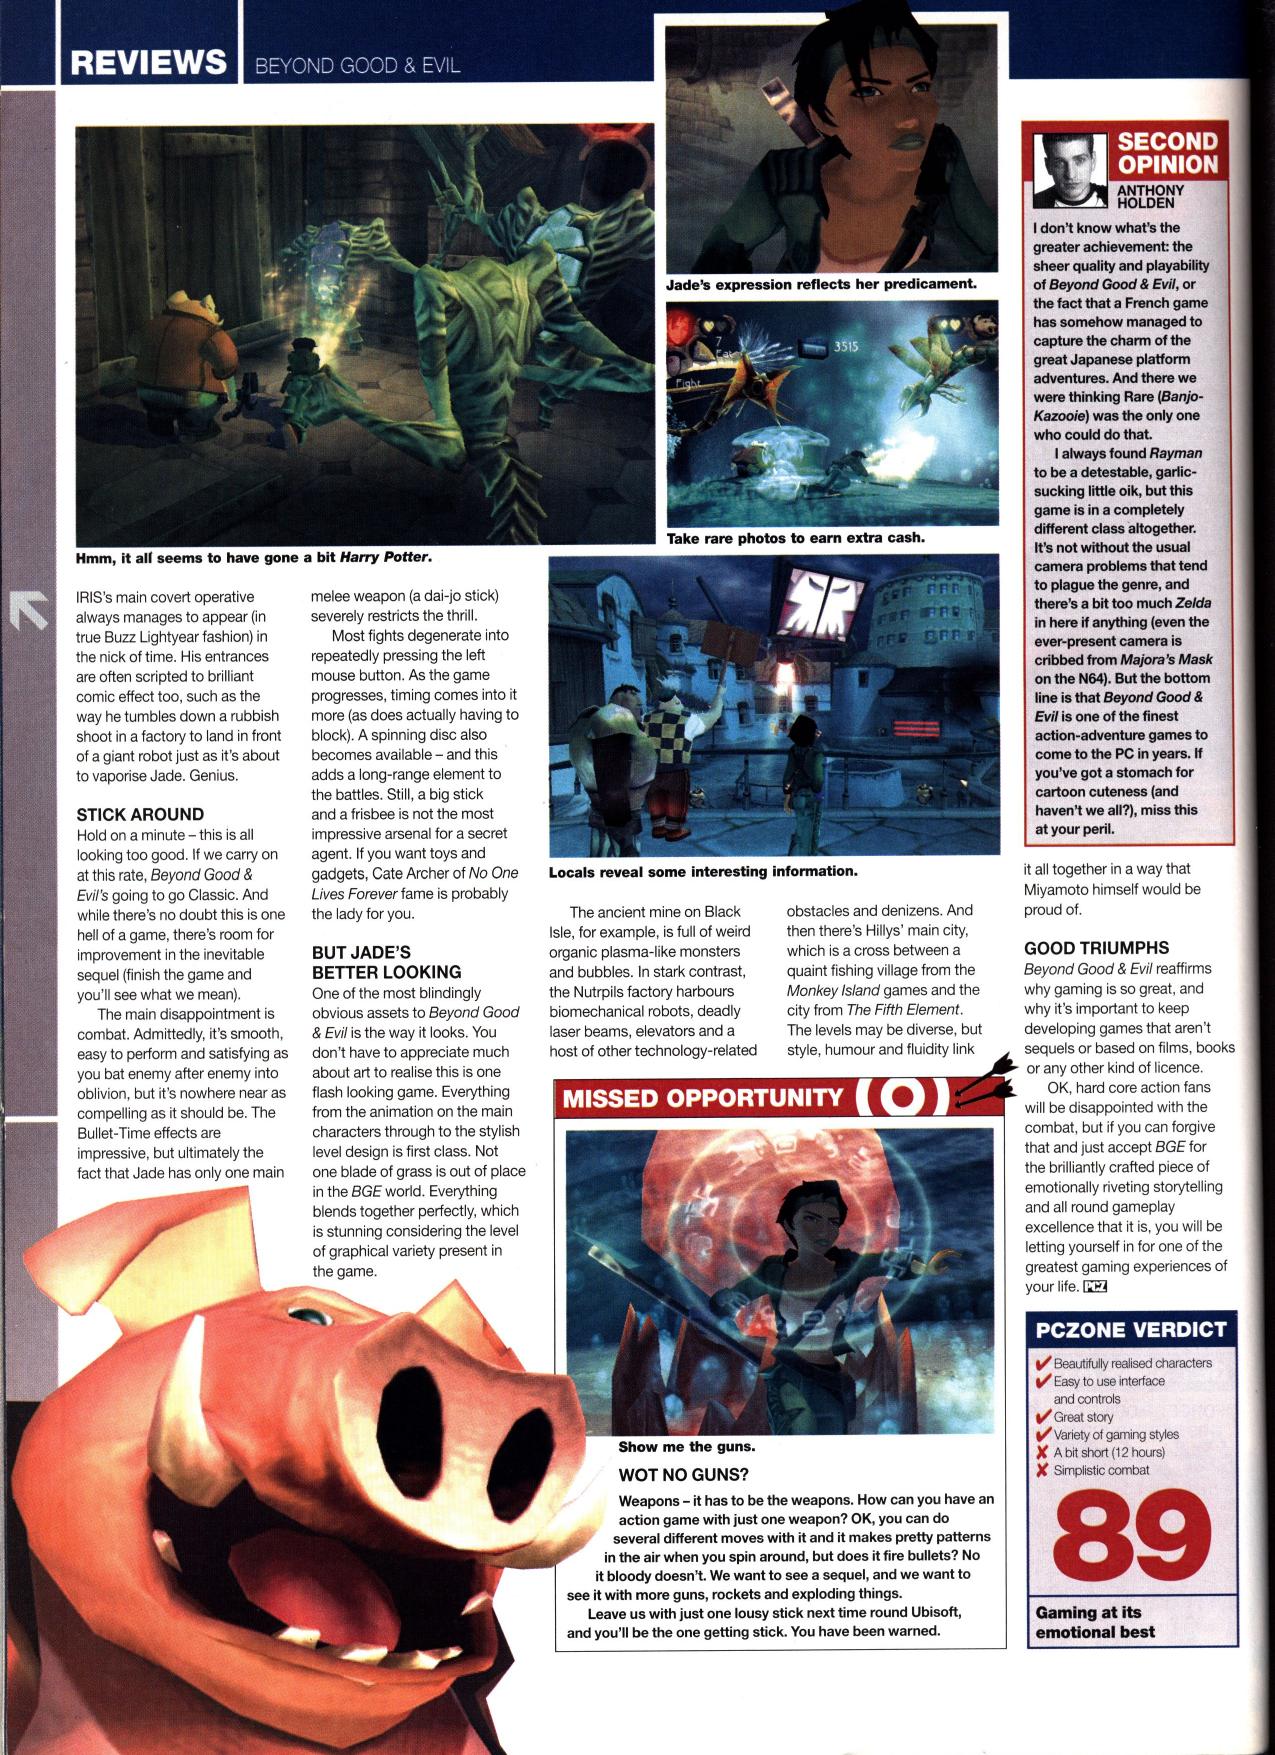 REVIEWS
BEYOND GOOD & EVIL
Hmm, it all seems to have gone a bit Harry Potter.
Jade's expression reflects her predicament.
7
Fight
3515
Take rare photos to earn extra cash.
Locals reveal some interesting information.
IRIS's main covert operative
always manages to appear (in
true Buzz Lightyear fashion) in
the nick of time. His entrances
are often scripted to brilliant
comic effect too, such as the
way he tumbles down a rubbish
shoot in a factory to land in front
of a giant robot just as it's about
to vaporise Jade. Genius.
STICK AROUND
Hold on a minute – this is all
looking too good. If we carry on
at this rate, Beyond Good &
Evil's going to go Classic. And
while there's no doubt this is one
hell of a game, there's room for
improvement in the inevitable
sequel (finish the game and
you'll see what we mean).
The main disappointment is
combat. Admittedly, it's smooth,
easy to perform and satisfying as
you bat enemy after enemy into
oblivion, but it's nowhere near as
compelling as it should be. The
Bullet-Time effects are
impressive, but ultimately the
fact that Jade has only one main
melee weapon (a dai-jo stick)
severely restricts the thrill.
Most fights degenerate into
repeatedly pressing the left
mouse button. As the game
progresses, timing comes into it
more (as does actually having to
block). A spinning disc also
becomes available – and this
adds a long-range element to
the battles. Still, a big stick
and a frisbee is not the most
impressive arsenal for a secret
agent. If you want toys and
gadgets, Cate Archer of No One
Lives Forever fame is probably
the lady for you.
BUT JADE'S
BETTER LOOKING
One of the most blindingly
obvious assets to Beyond Good
& Evil is the way it looks. You
don't have to appreciate much
about art to realise this is one
flash looking game. Everything
from the animation on the main
characters through to the stylish
level design is first class. Not
one blade of grass is out of place
in the BGE world. Everything
blends together perfectly, which
is stunning considering the level
of graphical variety present in
the game.
The ancient mine on Black
Isle, for example, is full of weird
organic plasma-like monsters
and bubbles. In stark contrast,
the Nutrpils factory harbours
biomechanical robots, deadly
laser beams, elevators and a
host of other technology-related
obstacles and denizens. And
then there's Hillys' main city,
which is a cross between a
quaint fishing village from the
Monkey Island games and the
city from The Fifth Element.
The levels may be diverse, but
style, humour and fluidity link
it all together in a way that
Miyamoto himself would be
proud of.
GOOD TRIUMPHS
Beyond Good & Evil reaffirms
why gaming is so great, and
why it's important to keep
developing games that aren't
sequels or based on films, books
or any other kind of licence.
OK, hard core action fans
will be disappointed with the
combat, but if you can forgive
that and just accept BGE for
the brilliantly crafted piece of
emotionally riveting storytelling
and all round gameplay
excellence that it is, you will be
letting yourself in for one of the
greatest gaming experiences of
your life. PCZ
SECOND
OPINION
ANTHONY
HOLDEN
I don't know what's the
greater achievement: the
sheer quality and playability
of Beyond Good & Evil, or
the fact that a French game
has somehow managed to
capture the charm of the
great Japanese platform
adventures. And there we
were thinking Rare (Banjo-
Kazooie) was the only one
who could do that.
I always found Rayman
to be a detestable, garlic-
sucking little oik, but this
game is in a completely
different class altogether.
It's not without the usual
camera problems that tend
to plague the genre, and
there's a bit too much Zelda
in here if anything (even the
ever-present camera is
cribbed from Majora's Mask
on the N64). But the bottom
line is that Beyond Good &
Evil is one of the finest
action-adventure games to
come to the PC in years. If
you've got a stomach for
cartoon cuteness (and
haven't we all?), miss this
at your peril.
MISSED OPPORTUNITY
Show me the guns.
WOT NO GUNS?
Weapons – it has to be the weapons. How can you have an
action game with just one weapon? OK, you can do
several different moves with it and it makes pretty patterns
in the air when you spin around, but does it fire bullets? No
it bloody doesn't. We want to see a sequel, and we want to
see it with more guns, rockets and exploding things.
Leave us with just one lousy stick next time round Ubisoft,
and you'll be the one getting stick. You have been warned.
PCZONE VERDICT
Beautifully realised characters
Easy to use interface
and controls
Great story
Variety of gaming styles
A bit short (12 hours)
Simplistic combat
89
Gaming at its
emotional best